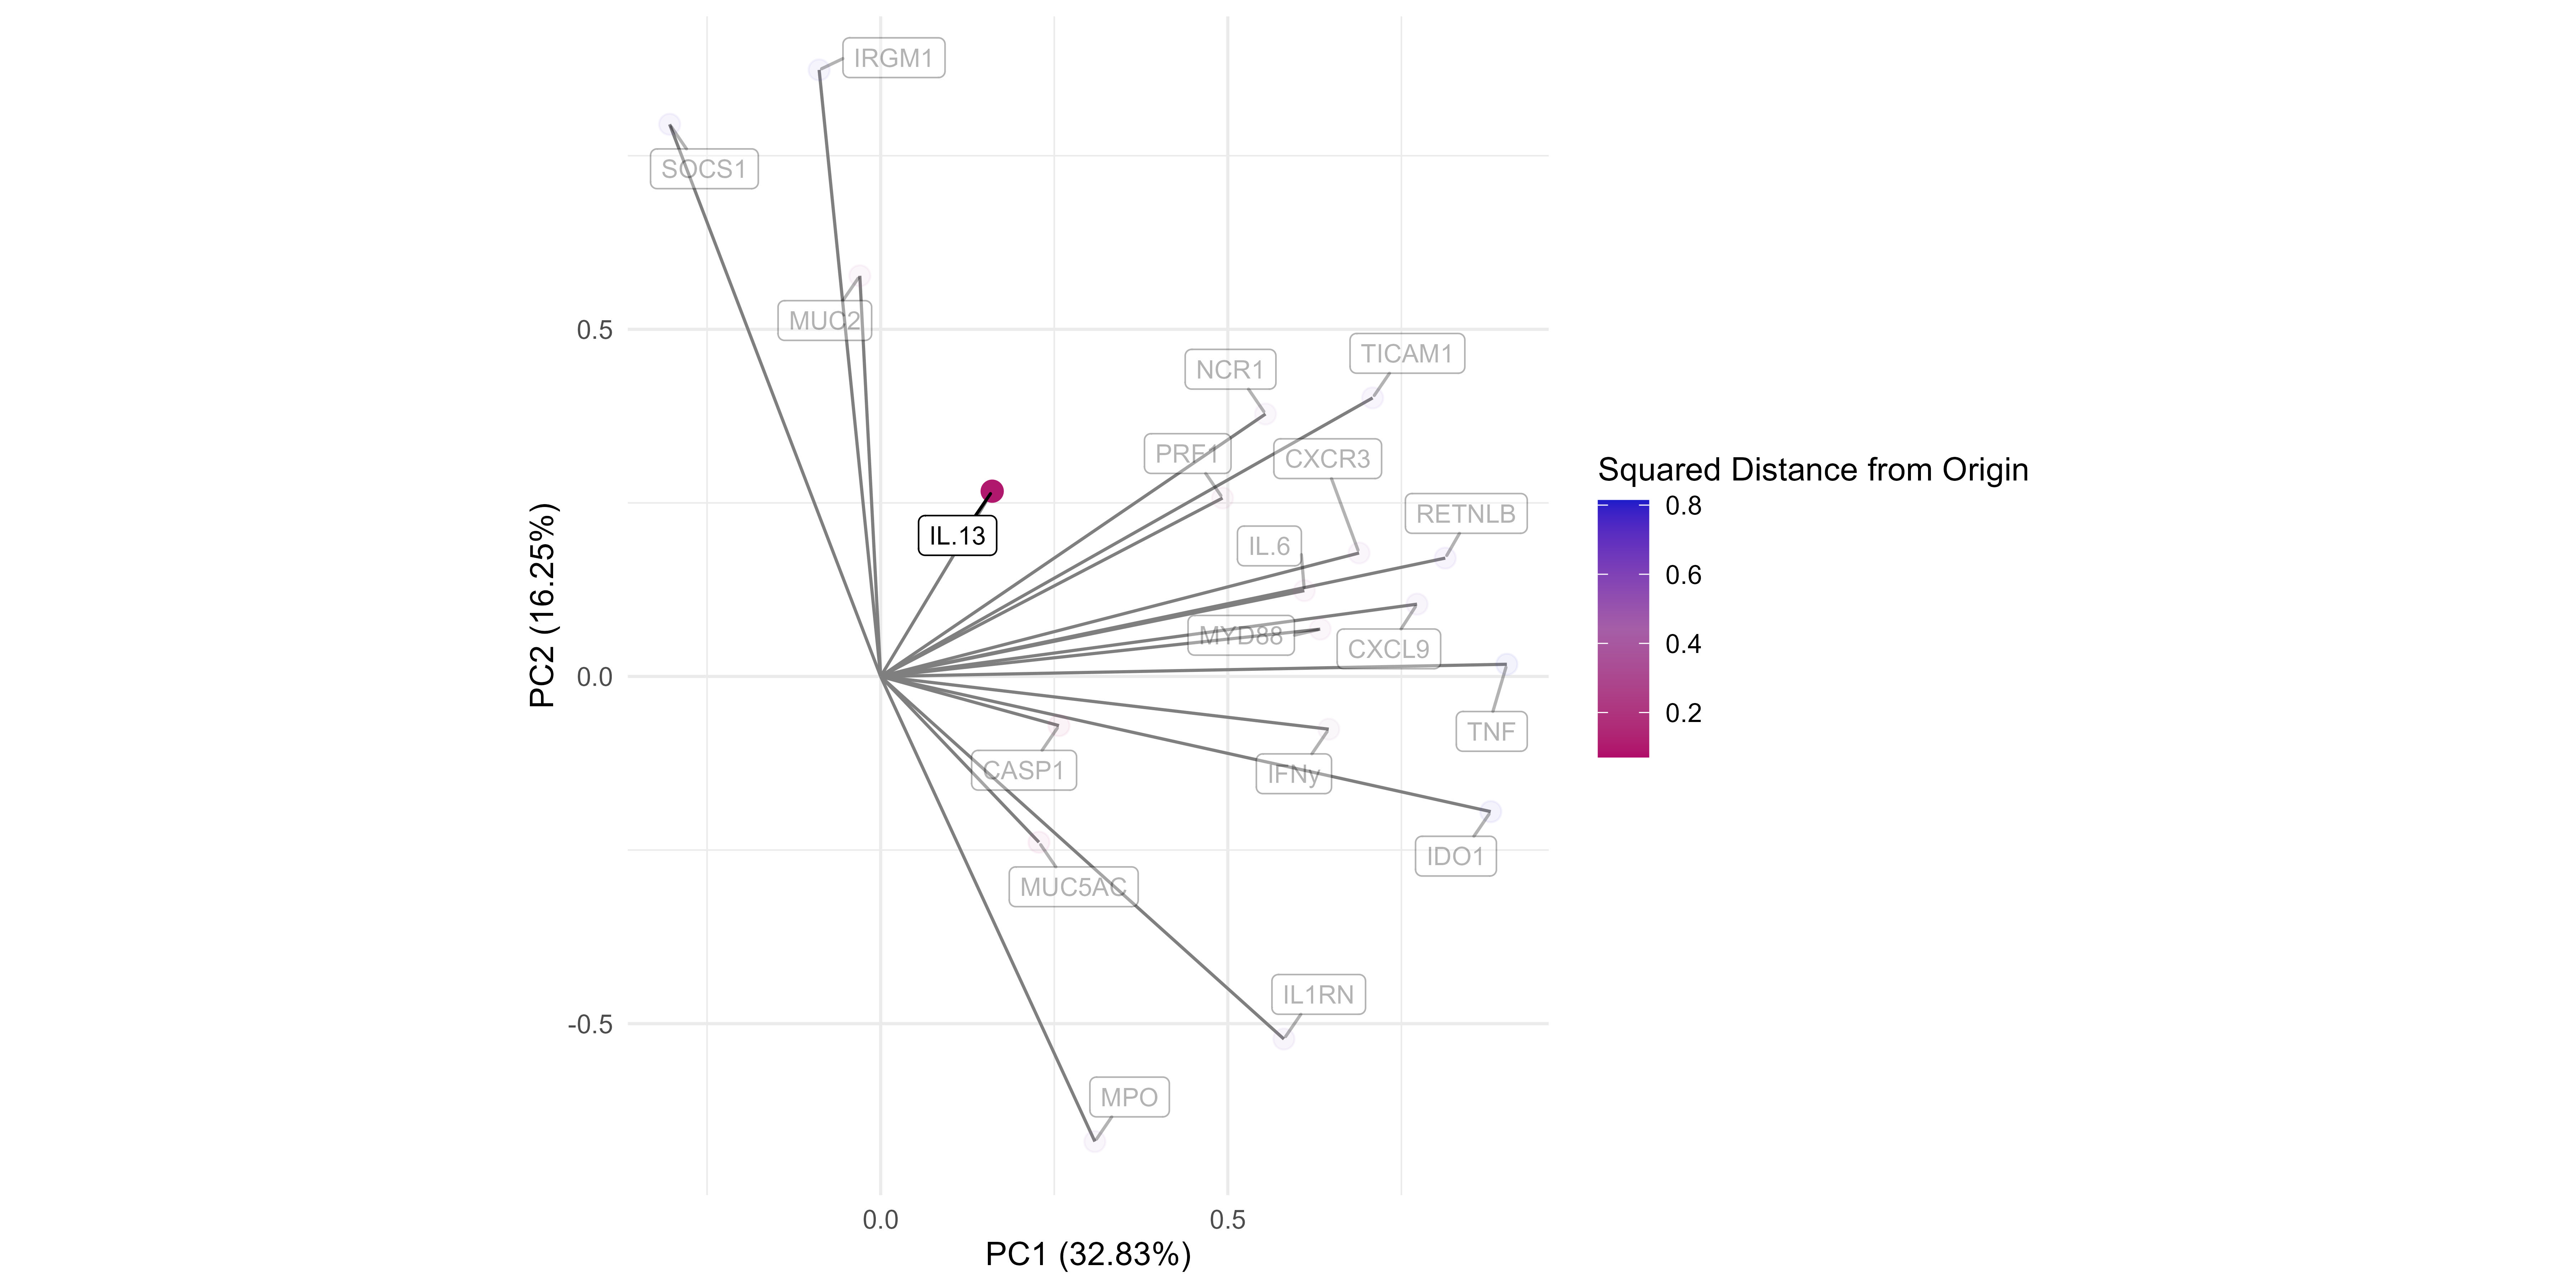 IRGM1
SOCS1
MUC2
0.5
TICAM1
NCR1
PRF1
CXCR3
RETNLB
IL.13
IL.6
MYD88
CXCL9
0.0
TNF
CASP1
IFNy
IDO1
MUC5AC
IL1RN
-0.5
MPO
0.0
0.5
PC1 (32.83%)
PC2 (16.25%)
Squared Distance from Origin
0.8
0.6
0.4
0.2